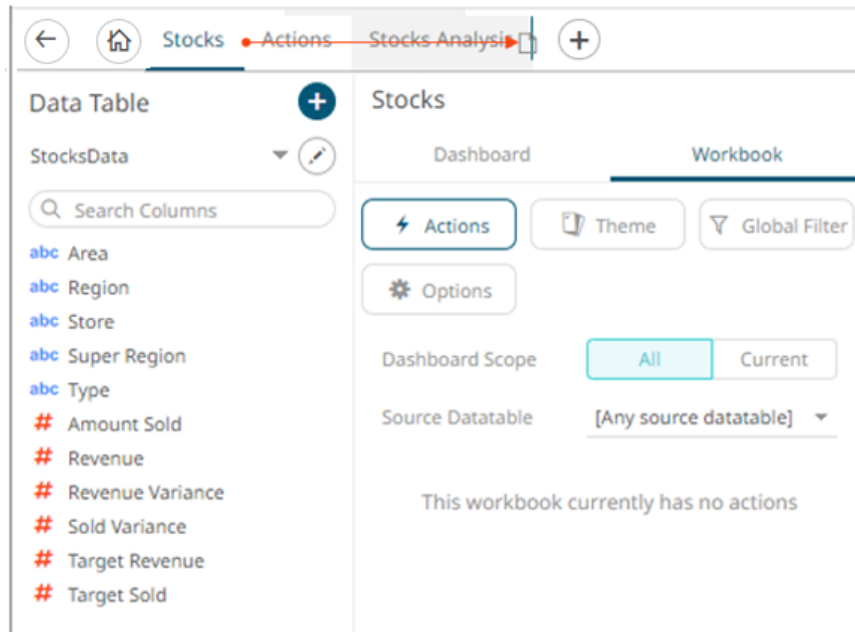 Stocks Actions Stocks Analysis
Data Table
StocksData
Search Columns
abc Area
abc Region
abc Store
abc Super Region
abc Type
# Amount Sold
# Revenue
# Revenue Variance
# Sold Variance
# Target Revenue
# Target Sold
Stocks
Dashboard Workbook
Actions Theme Global Filter
Options
Dashboard Scope All Current
Source Datatable [Any source datatable]
This workbook currently has no actions